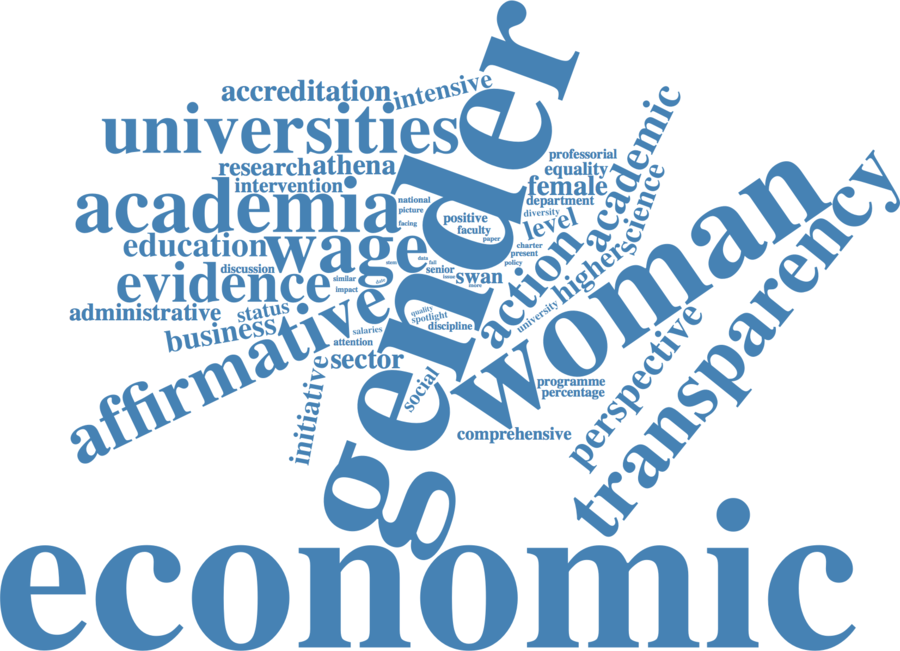 gender
accreditation
intensive
universities
research
athena
intervention
academia
national
picture
facing
education
wage
discussion
evidence
similar
impact
administrative
status
business
affirmative
salaries
attention
sector
initiative
social
positive
faculty
paper
data
senior
swan
quality
spotlight
discipline
professorial
equality
female
department
diversity
level
charter
present
policy
action
academic
science
higher
university
woman
transparency
perspective
programme
percentage
comprehensive
economic